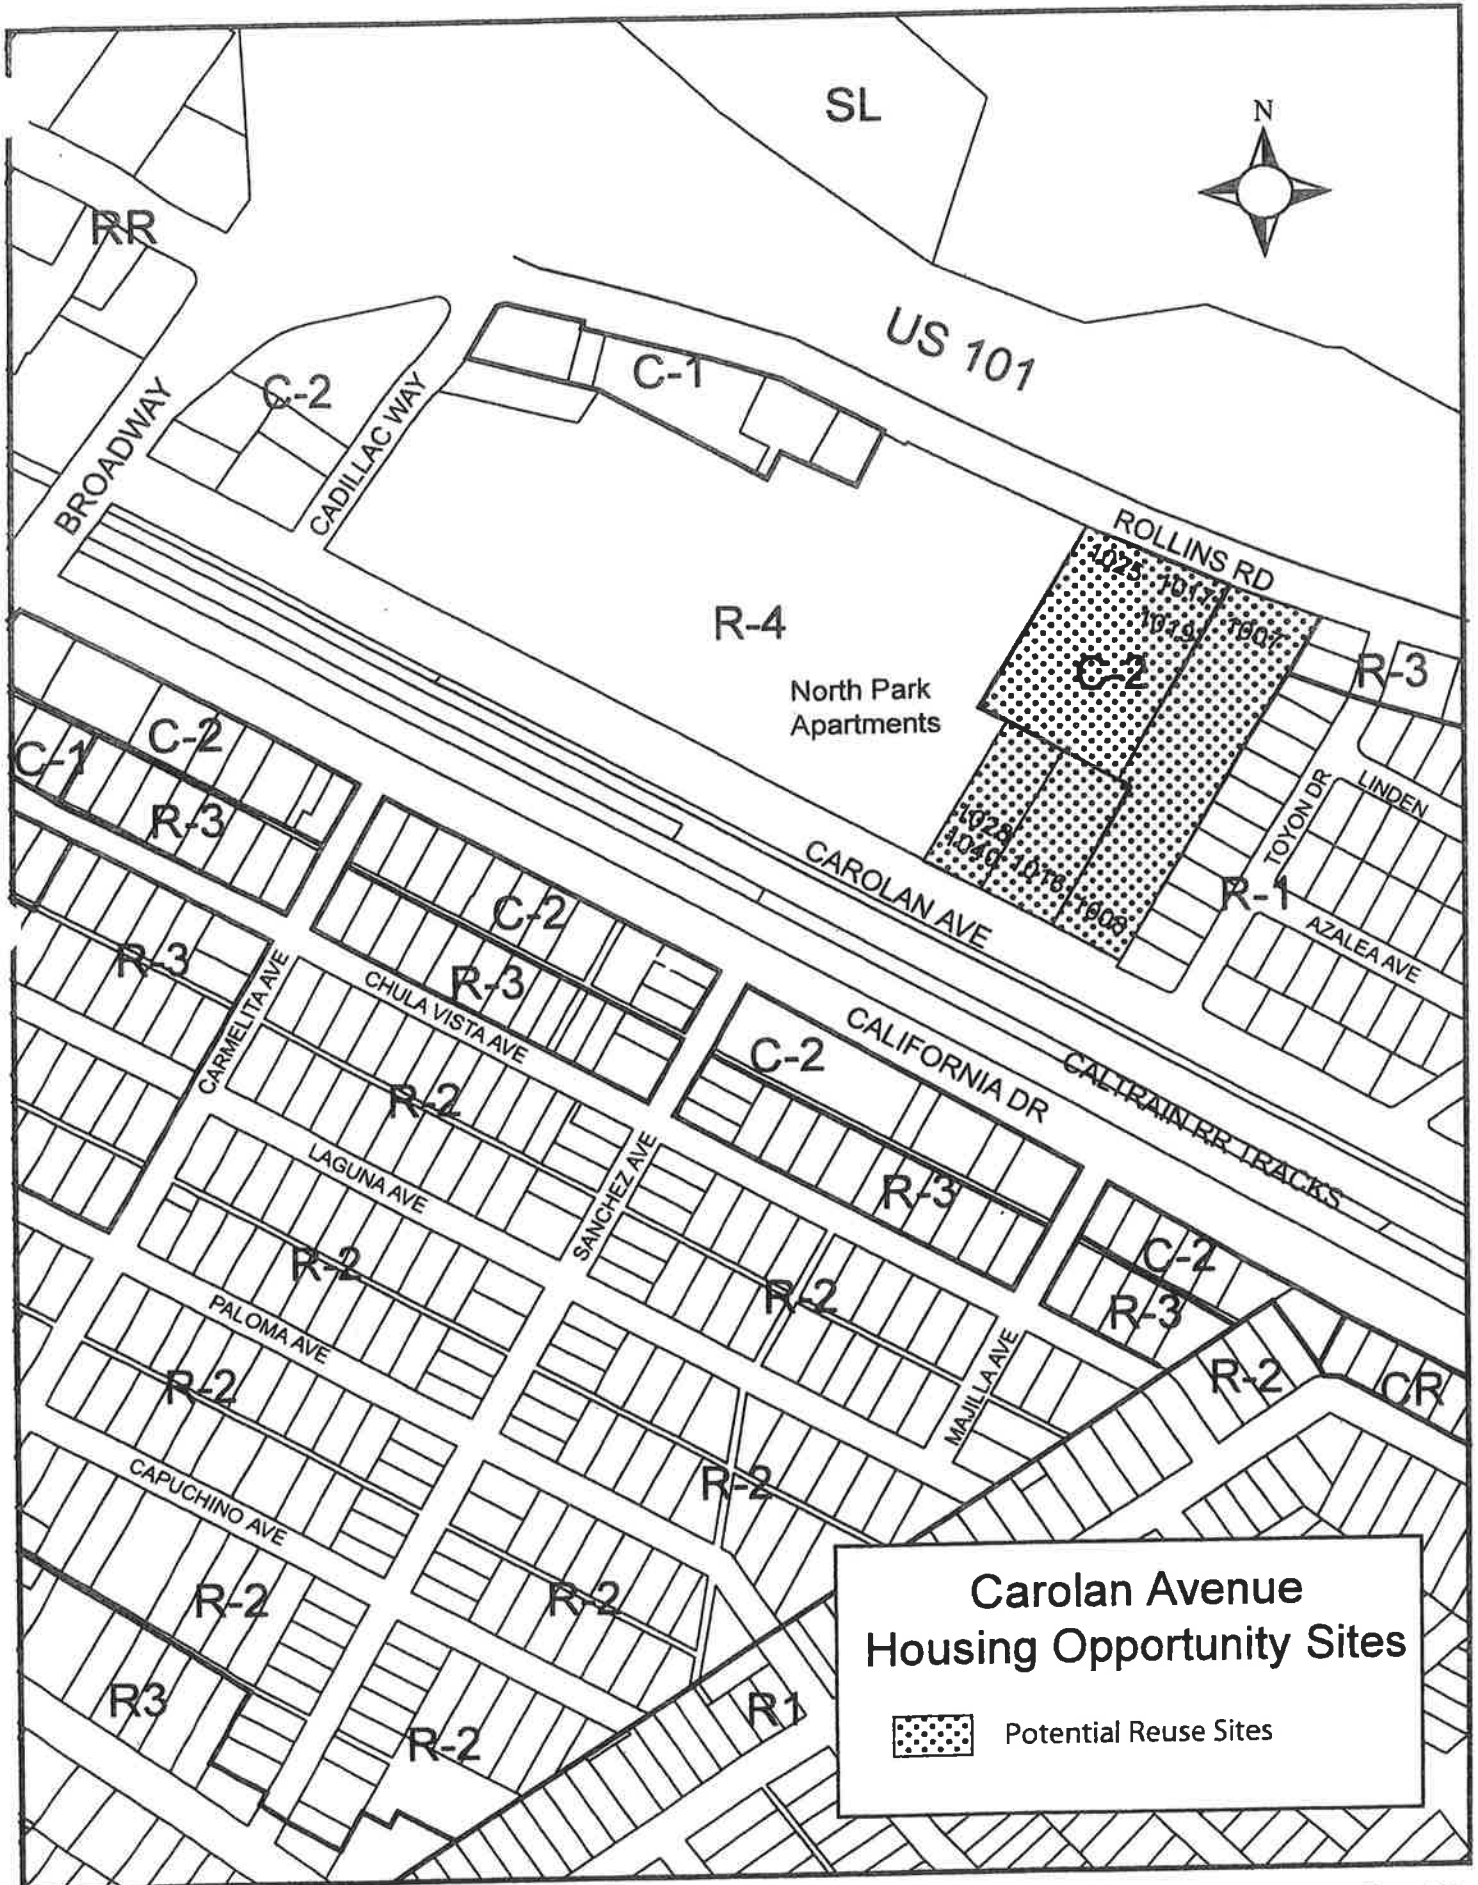 SL
N
RR
US 101
C-1
C-2
BROADWAY
CADILLAC WAY
ROLLINS RD
1025
1017
1019
1007
R-4
C-2
R-3
North Park
Apartments
C-2
C-1
R-3
TOYON DR
LINDEN
1028
1040
1016
1008
CAROLAN AVE
R-1
AZALEA AVE
C-2
R-3
R-3
CARMELITA AVE
CHULA VISTA AVE
CALIFORNIA DR
C-2
CALTRAIN RR TRACKS
R-2
LAGUNA AVE
SANCHEZ AVE
R-3
C-2
R-3
R-2
R-2
PALOMA AVE
MAJILLA AVE
R-2
CR
R-2
R-2
CAPUCHINO AVE
R-2
R-2
R3
R-2
R1
Carolan Avenue
Housing Opportunity Sites
Potential Reuse Sites